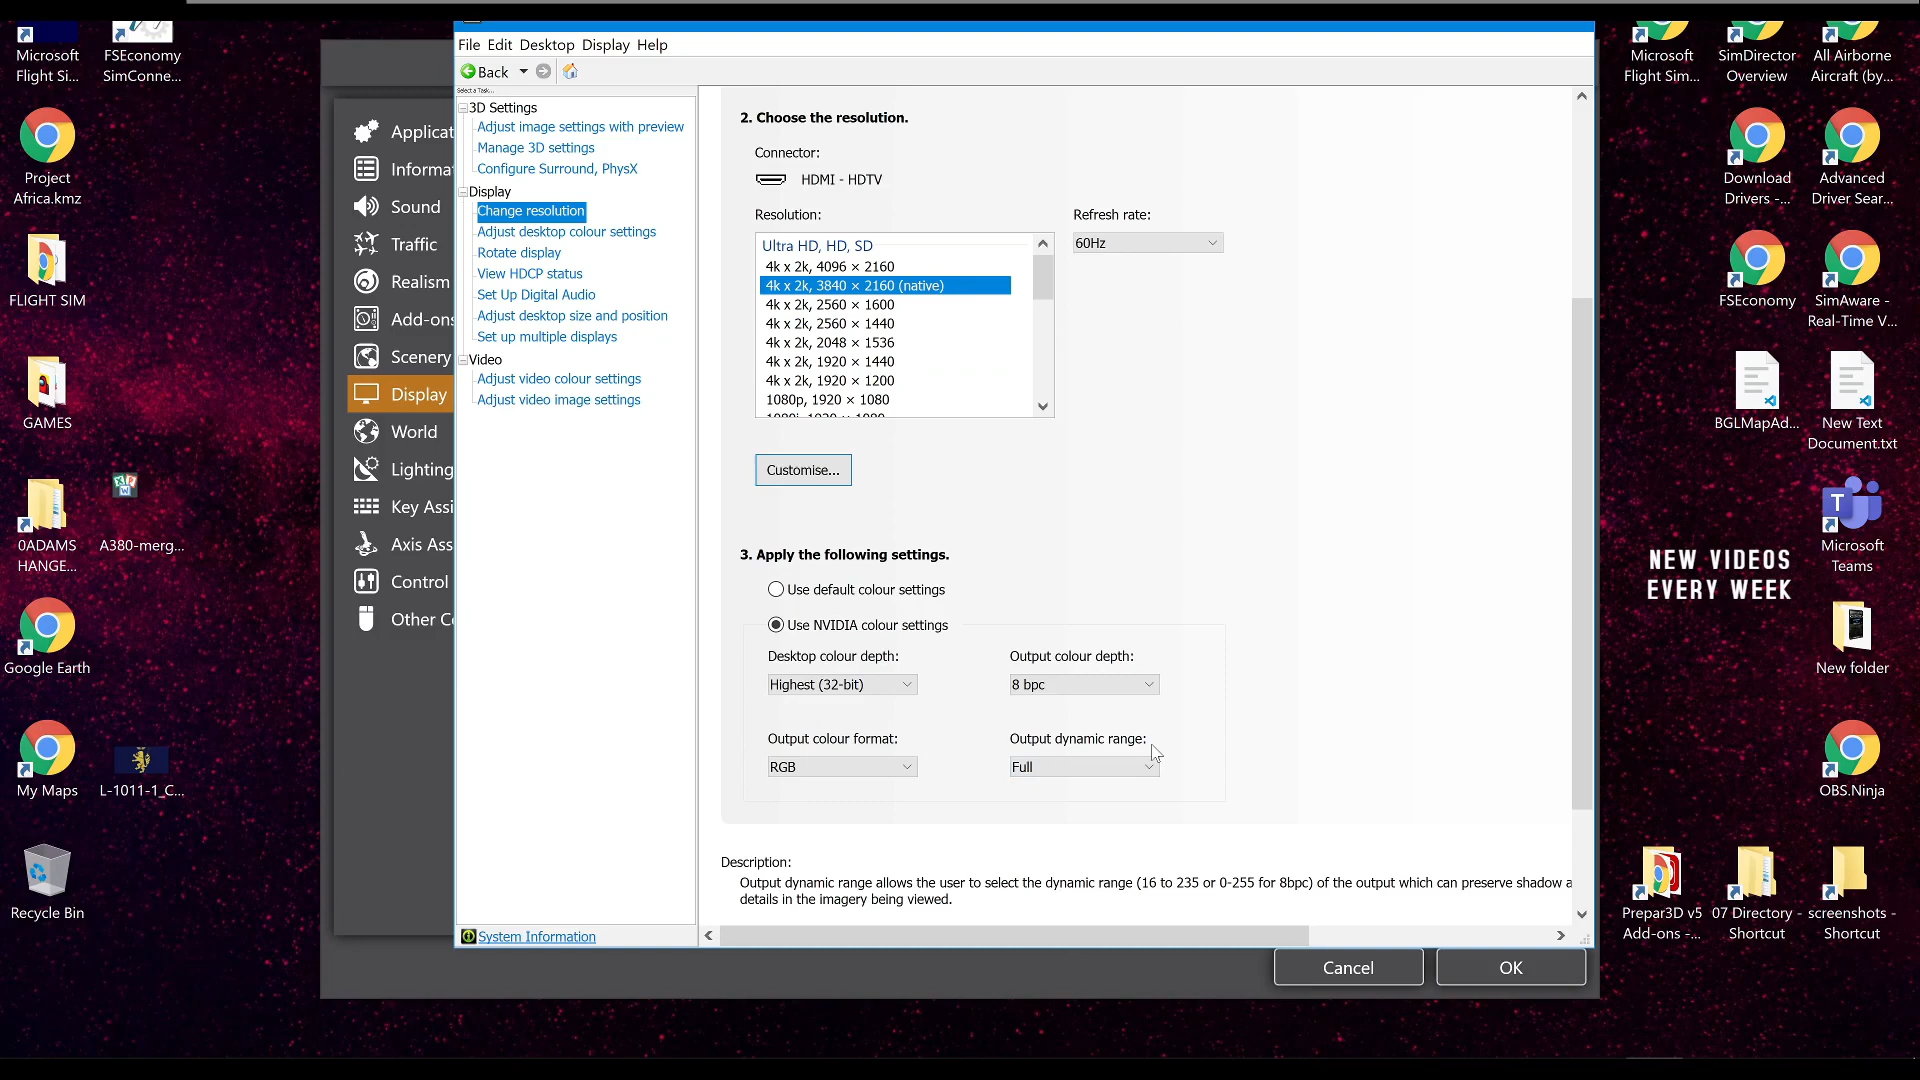 Microsoft
Flight Si...
FSEconomy
SimConne...
Project
Africa.kmz
FLIGHT SIM
GAMES
0ADAMS
HANGE...
A380-merg...
Google Earth
My Maps
L-1011-1_C...
Recycle Bin
Applicat
Informa
Sound
Traffic
Realism
Add-ons
Scenery
Display
World
Lighting
Key Assi
Axis Ass
Control
Other C
File Edit Desktop Display Help
Back
Select a Task...
3D Settings
Adjust image settings with preview
Manage 3D settings
Configure Surround, PhysX
Display
Change resolution
Adjust desktop colour settings
Rotate display
View HDCP status
Set Up Digital Audio
Adjust desktop size and position
Set up multiple displays
Video
Adjust video colour settings
Adjust video image settings
System Information
2. Choose the resolution.
Connector:
HDMI - HDTV
Resolution:
Refresh rate:
60Hz
Ultra HD, HD, SD
4k x 2k, 4096 × 2160
4k x 2k, 3840 × 2160 (native)
4k x 2k, 2560 × 1600
4k x 2k, 2560 × 1440
4k x 2k, 2048 × 1536
4k x 2k, 1920 × 1440
4k x 2k, 1920 × 1200
1080p, 1920 × 1080
1080i, 1920 × 1080
Customise...
3. Apply the following settings.
Use default colour settings
Use NVIDIA colour settings
Desktop colour depth:
Output colour depth:
Highest (32-bit)
8 bpc
Output colour format:
Output dynamic range:
RGB
Full
Description:
Output dynamic range allows the user to select the dynamic range (16 to 235 or 0-255 for 8bpc) of the output which can preserve shadow a
details in the imagery being viewed.
Cancel
OK
Microsoft
Flight Sim...
SimDirector
Overview
All Airborne
Aircraft (by...
Download
Drivers -...
Advanced
Driver Sear...
FSEconomy
SimAware -
Real-Time V...
BGLMapAd...
New Text
Document.txt
NEW VIDEOS
EVERY WEEK
T
Microsoft
Teams
New folder
OBS.Ninja
Prepar3D v5
Add-ons -...
07 Directory -
Shortcut
screenshots -
Shortcut